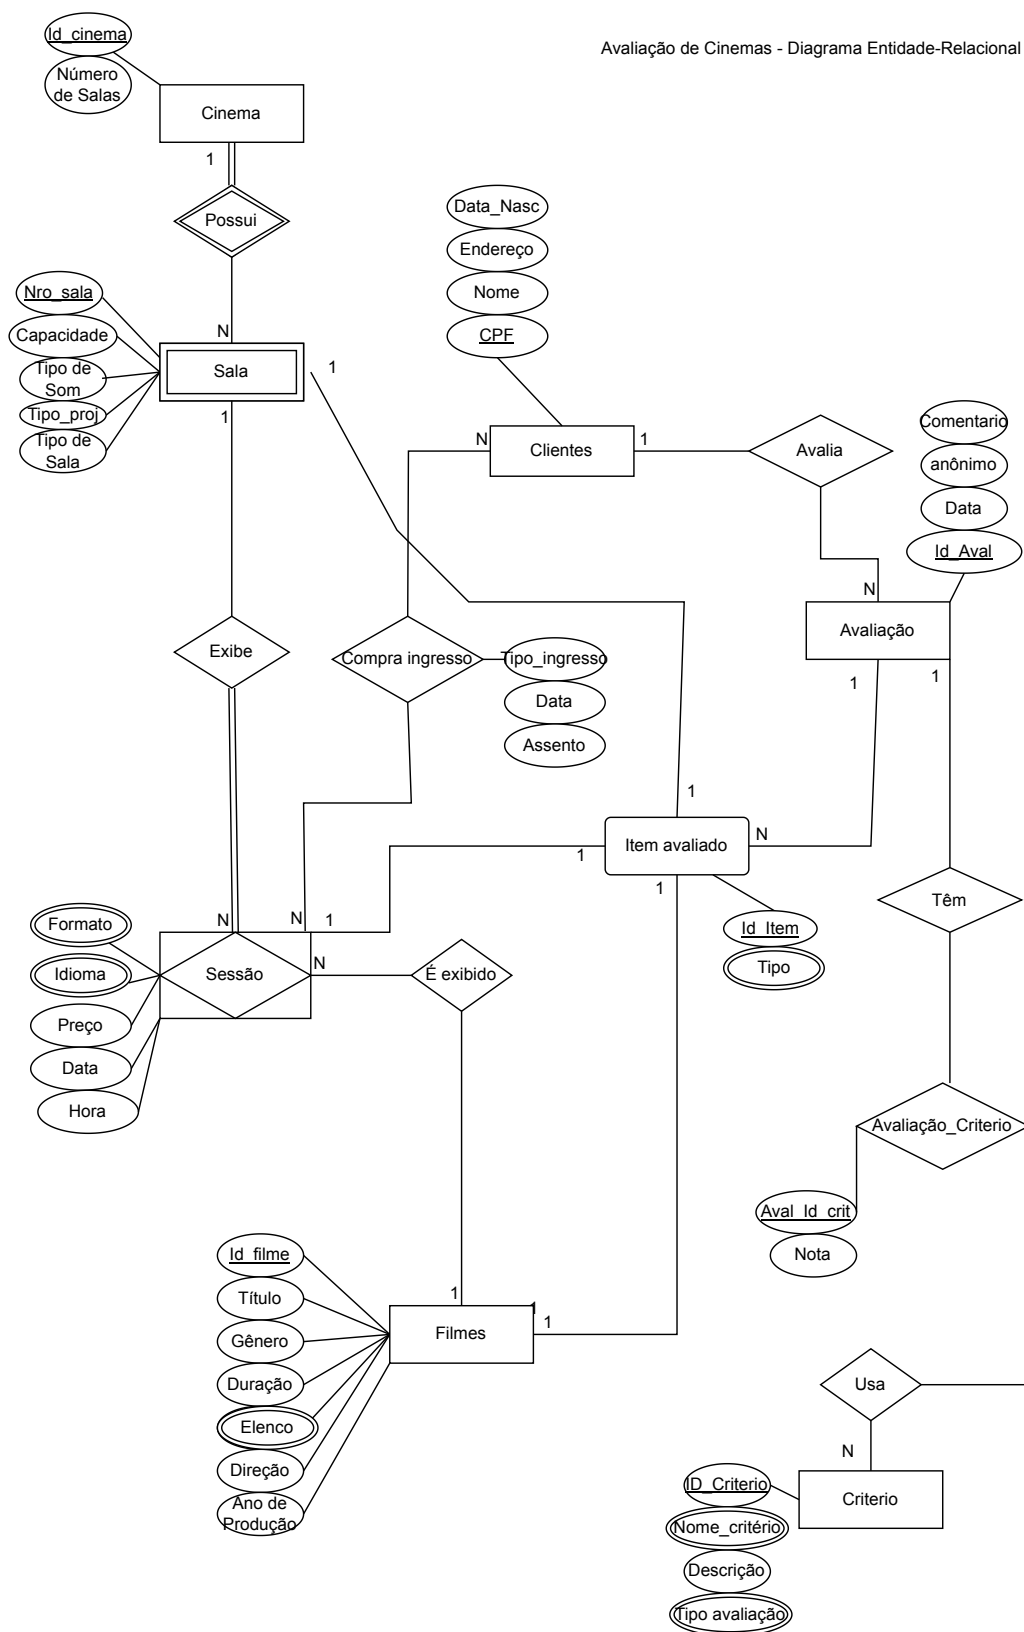 Id_cinema
Avaliação de Cinemas - Diagrama Entidade-Relacional
Número
de Salas
Cinema
1
Possui
Data_Nasc
Endereço
Nome
CPF
Nro_sala
Capacidade
Tipo de
Som
Tipo_proj
Tipo de
Sala
N
Sala
1
1
N
Clientes
1
Avalia
Comentario
anônimo
Data
Id_Aval
N
Avaliação
1
1
Exibe
Compra ingresso
Tipo_ingresso
Data
Assento
1
Item avaliado
N
1
1
Id_Item
Tipo
Têm
Formato
Idioma
Preço
Data
Hora
N
N
1
Sessão
N
É exibido
Avaliação_Criterio
Aval_Id_crit
Nota
Id_filme
Título
Gênero
Duração
Elenco
Direção
Ano de
Produção
1
1
1
Filmes
Usa
N
ID_Criterio
Nome_critério
Descrição
Tipo avaliação
Criterio